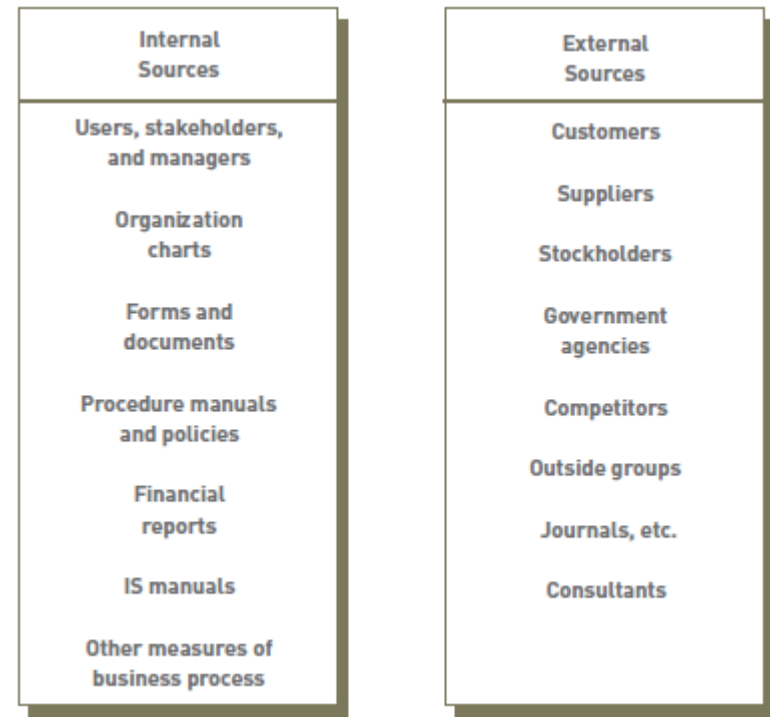 Internal
Sources
Users, stakeholders,
and managers
Organization
charts
Forms and
documents
Procedure manuals
and policies
Financial
reports
IS manuals
Other measures of
business process
External
Sources
Customers
Suppliers
Stockholders
Government
agencies
Competitors
Outside groups
Journals, etc.
Consultants